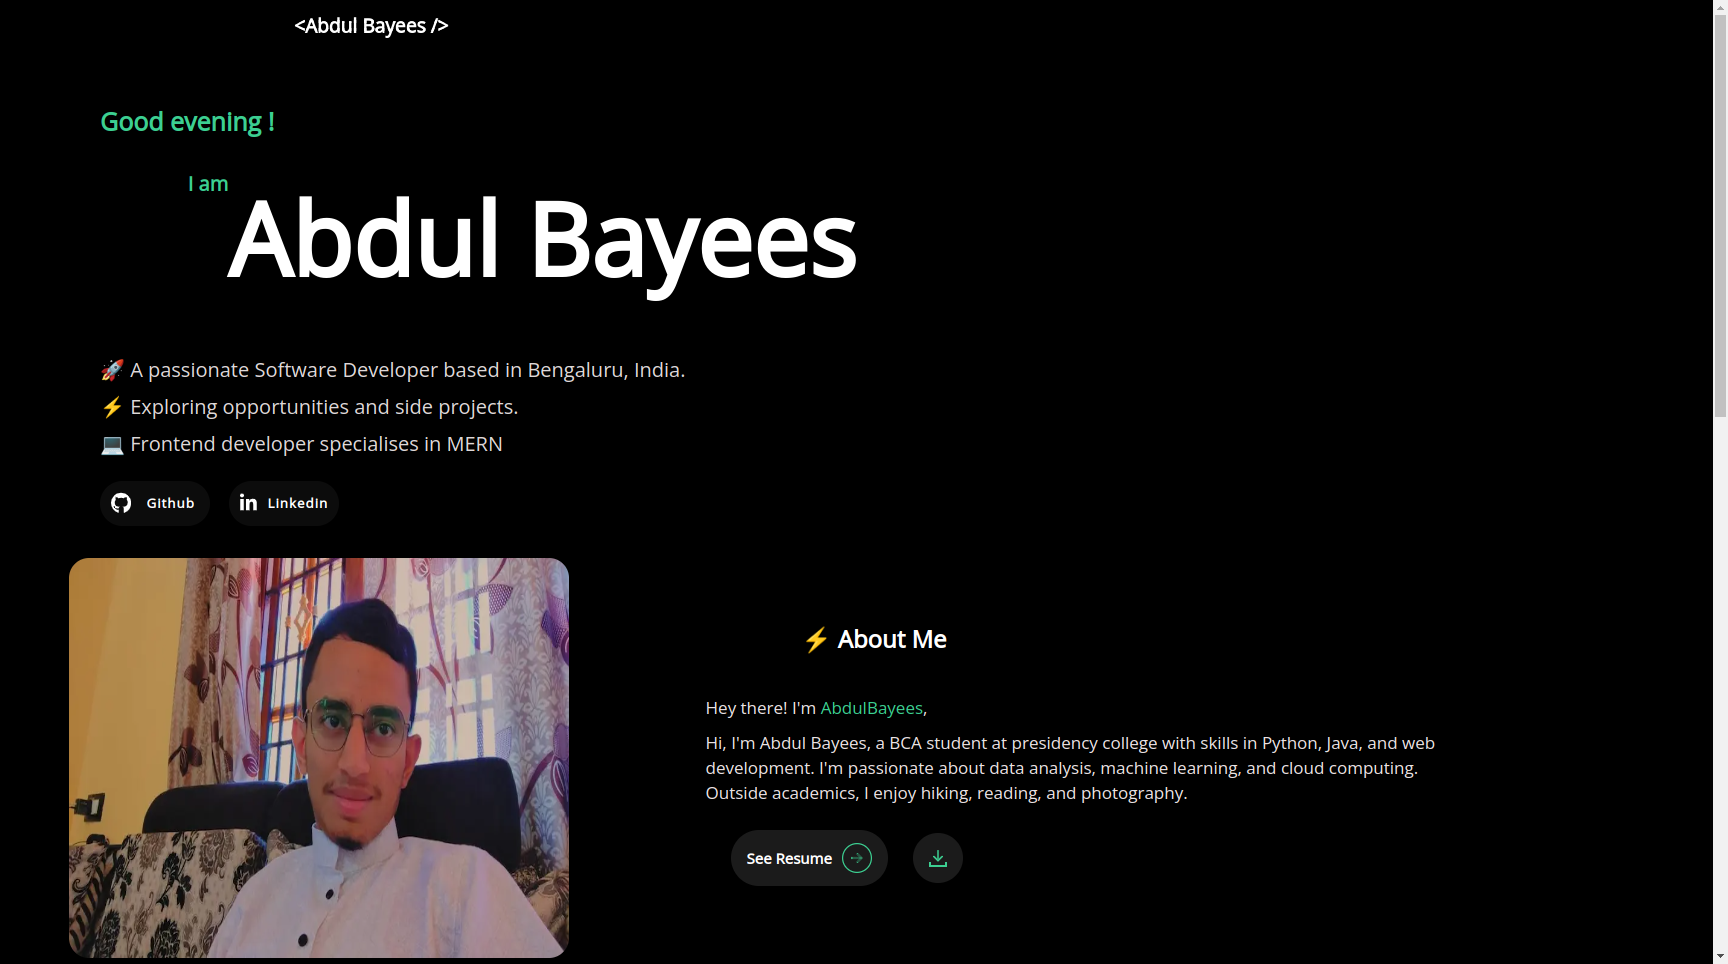 <Abdul Bayees />
Good evening !
I am
Abdul Bayees
🚀 A passionate Software Developer based in Bengaluru, India.
⚡ Exploring opportunities and side projects.
💻 Frontend developer specialises in MERN
Github
Linkedin
⚡ About Me
Hey there! I'm AbdulBayees,
Hi, I'm Abdul Bayees, a BCA student at presidency college with skills in Python, Java, and web
development. I'm passionate about data analysis, machine learning, and cloud computing.
Outside academics, I enjoy hiking, reading, and photography.
See Resume